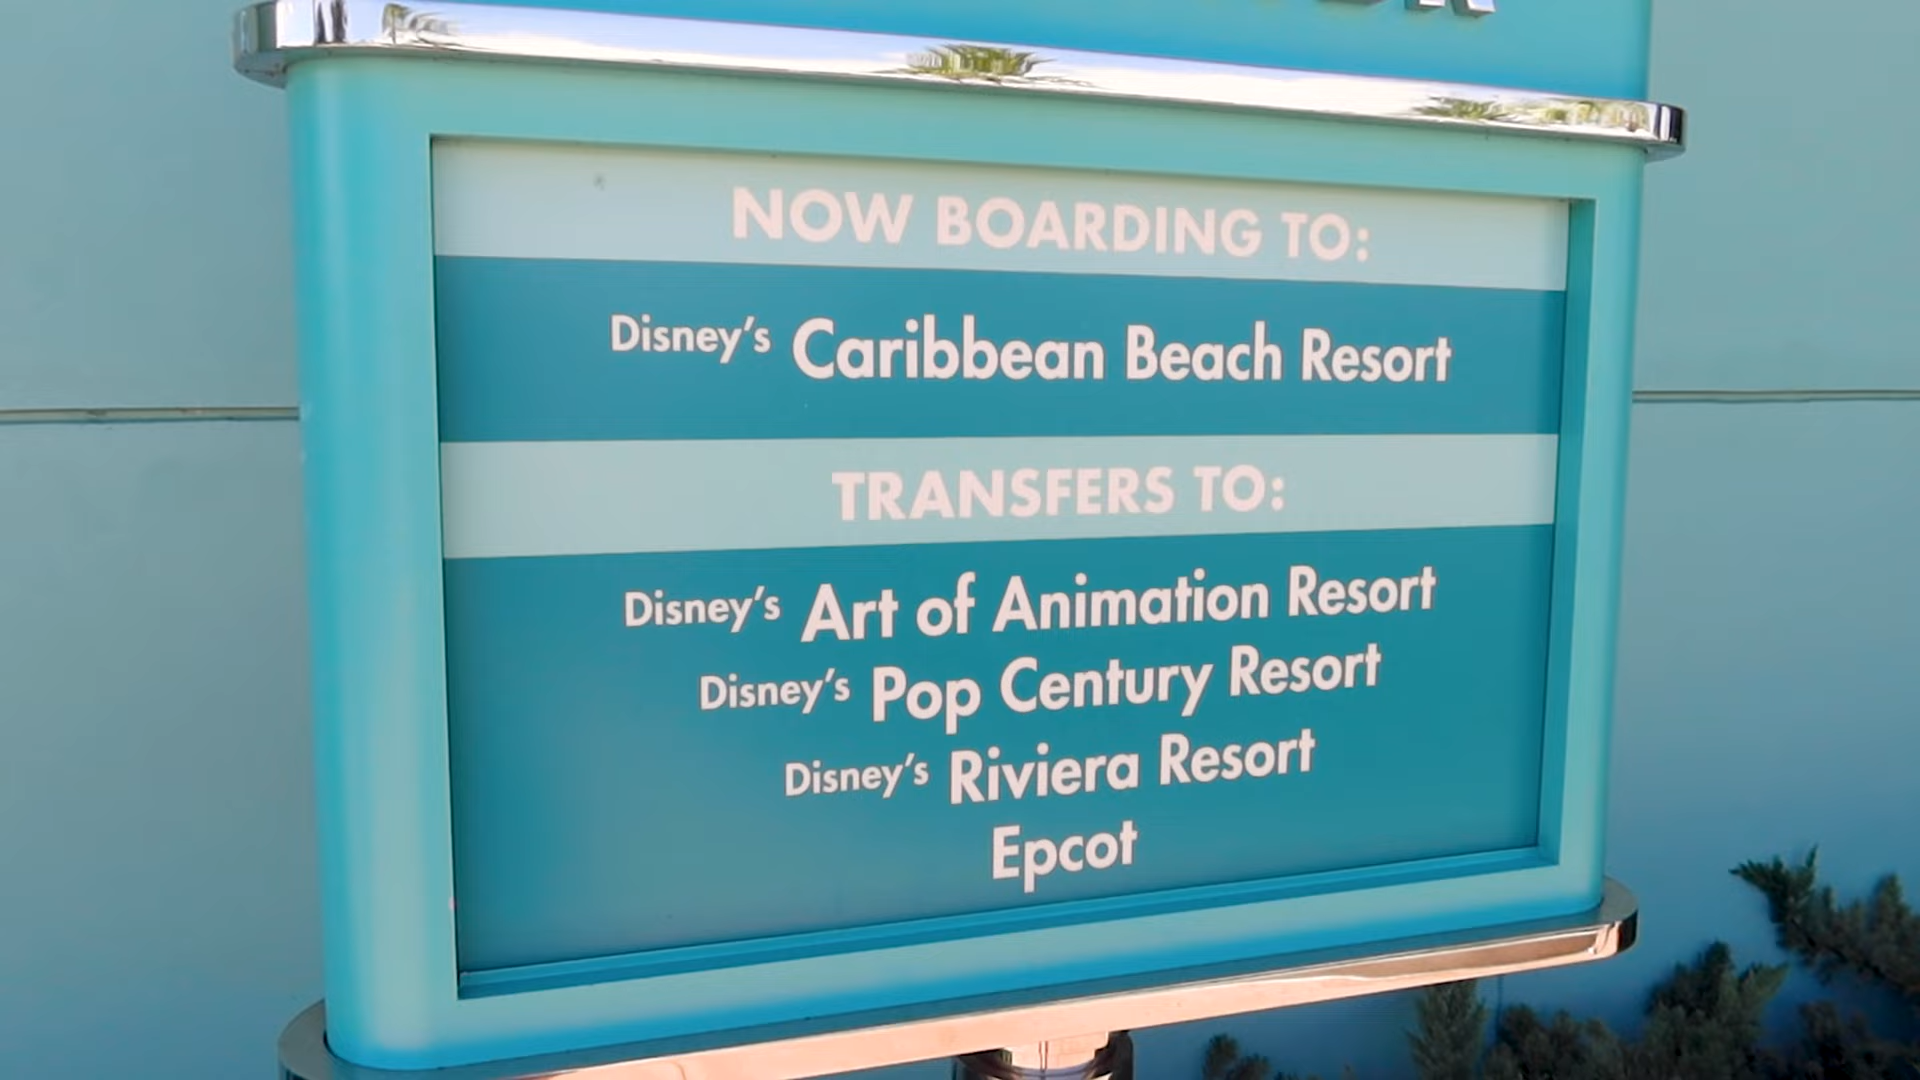 NOW BOARDING TO:
Disney's Caribbean Beach Resort
TRANSFERS TO:
Disney's Art of Animation Resort
Disney's Pop Century Resort
Disney's Riviera Resort
Epcot